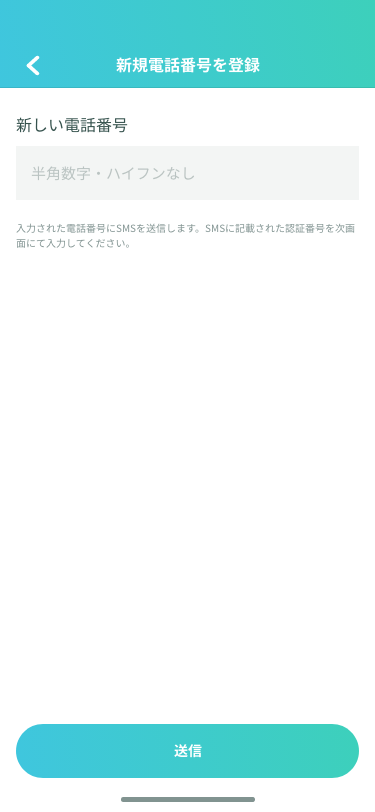 新規電話番号を登録
新しい電話番号
半角数字・ハイフンなし
入力された電話番号にSMSを送信します。SMSに記載された認証番号を次画
面にて入力してください。
送信